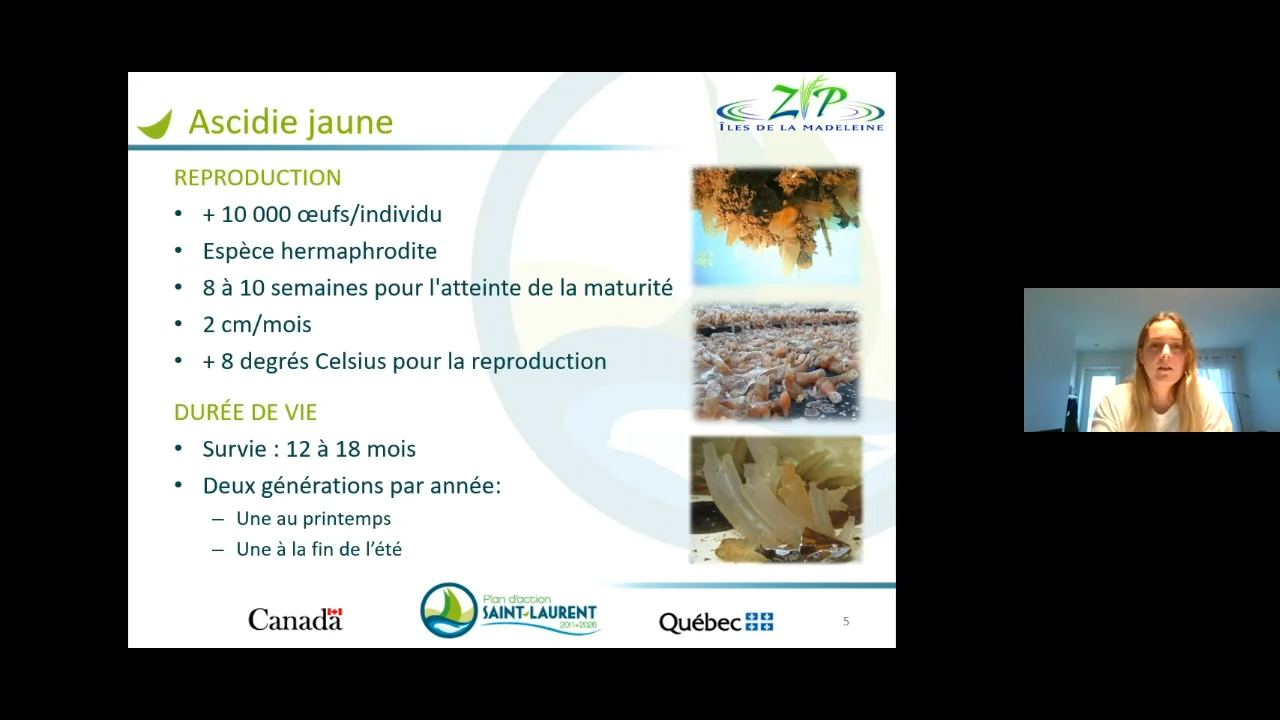 Ascidie jaune
ZIP
ÎLES DE LA MADELEINE
REPRODUCTION
• + 10 000 œufs/individu
• Espèce hermaphrodite
• 8 à 10 semaines pour l'atteinte de la maturité
• 2 cm/mois
• + 8 degrés Celsius pour la reproduction
DURÉE DE VIE
• Survie : 12 à 18 mois
• Deux générations par année:
– Une au printemps
– Une à la fin de l’été
Canada
Plan d'action
SAINT-LAURENT
2011-2026
Québec
5